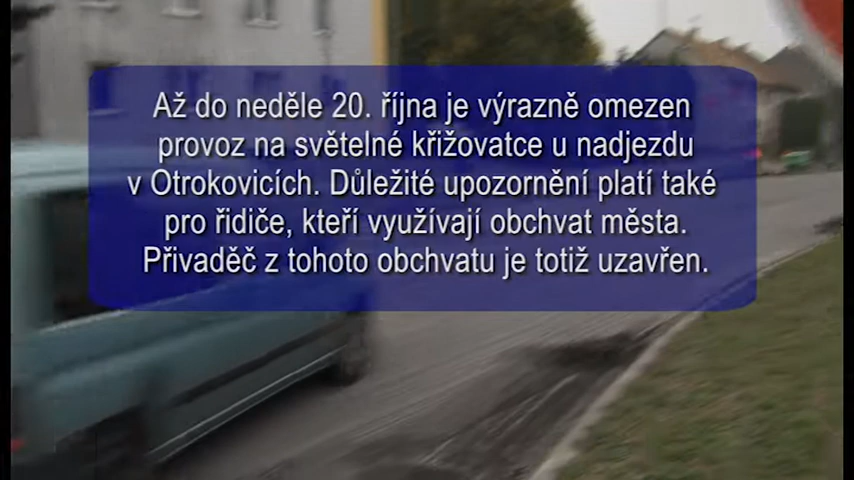 Až do neděle 20. října je výrazně omezen
provoz na světelné křižovatce u nadjezdu
v Otrokovicích. Důležité upozornění platí také
pro řidiče, kteří využívají obchvat města.
Přivaděč z tohoto obchvatu je totiž uzavřen.